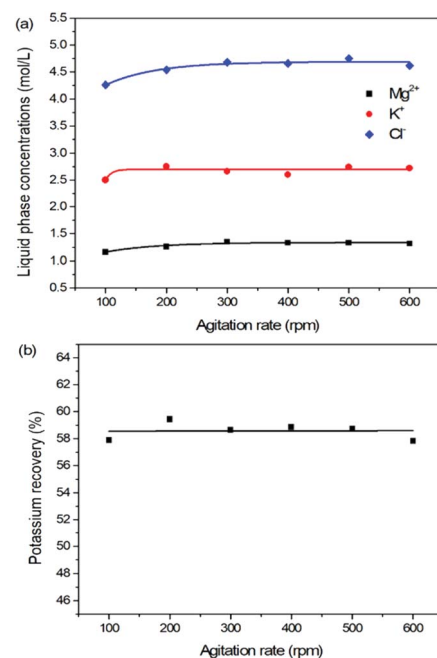 (a)
Liquid phase concentrations (mol/L)
5.5
5.0
4.5
4.0
3.5
3.0
2.5
2.0
1.5
1.0
0.5
Mg²⁺
K⁺
Cl⁻
100 200 300 400 500 600
Agitation rate (rpm)
(b)
Potassium recovery (%)
64
62
60
58
56
54
52
50
48
46
100 200 300 400 500 600
Agitation rate (rpm)